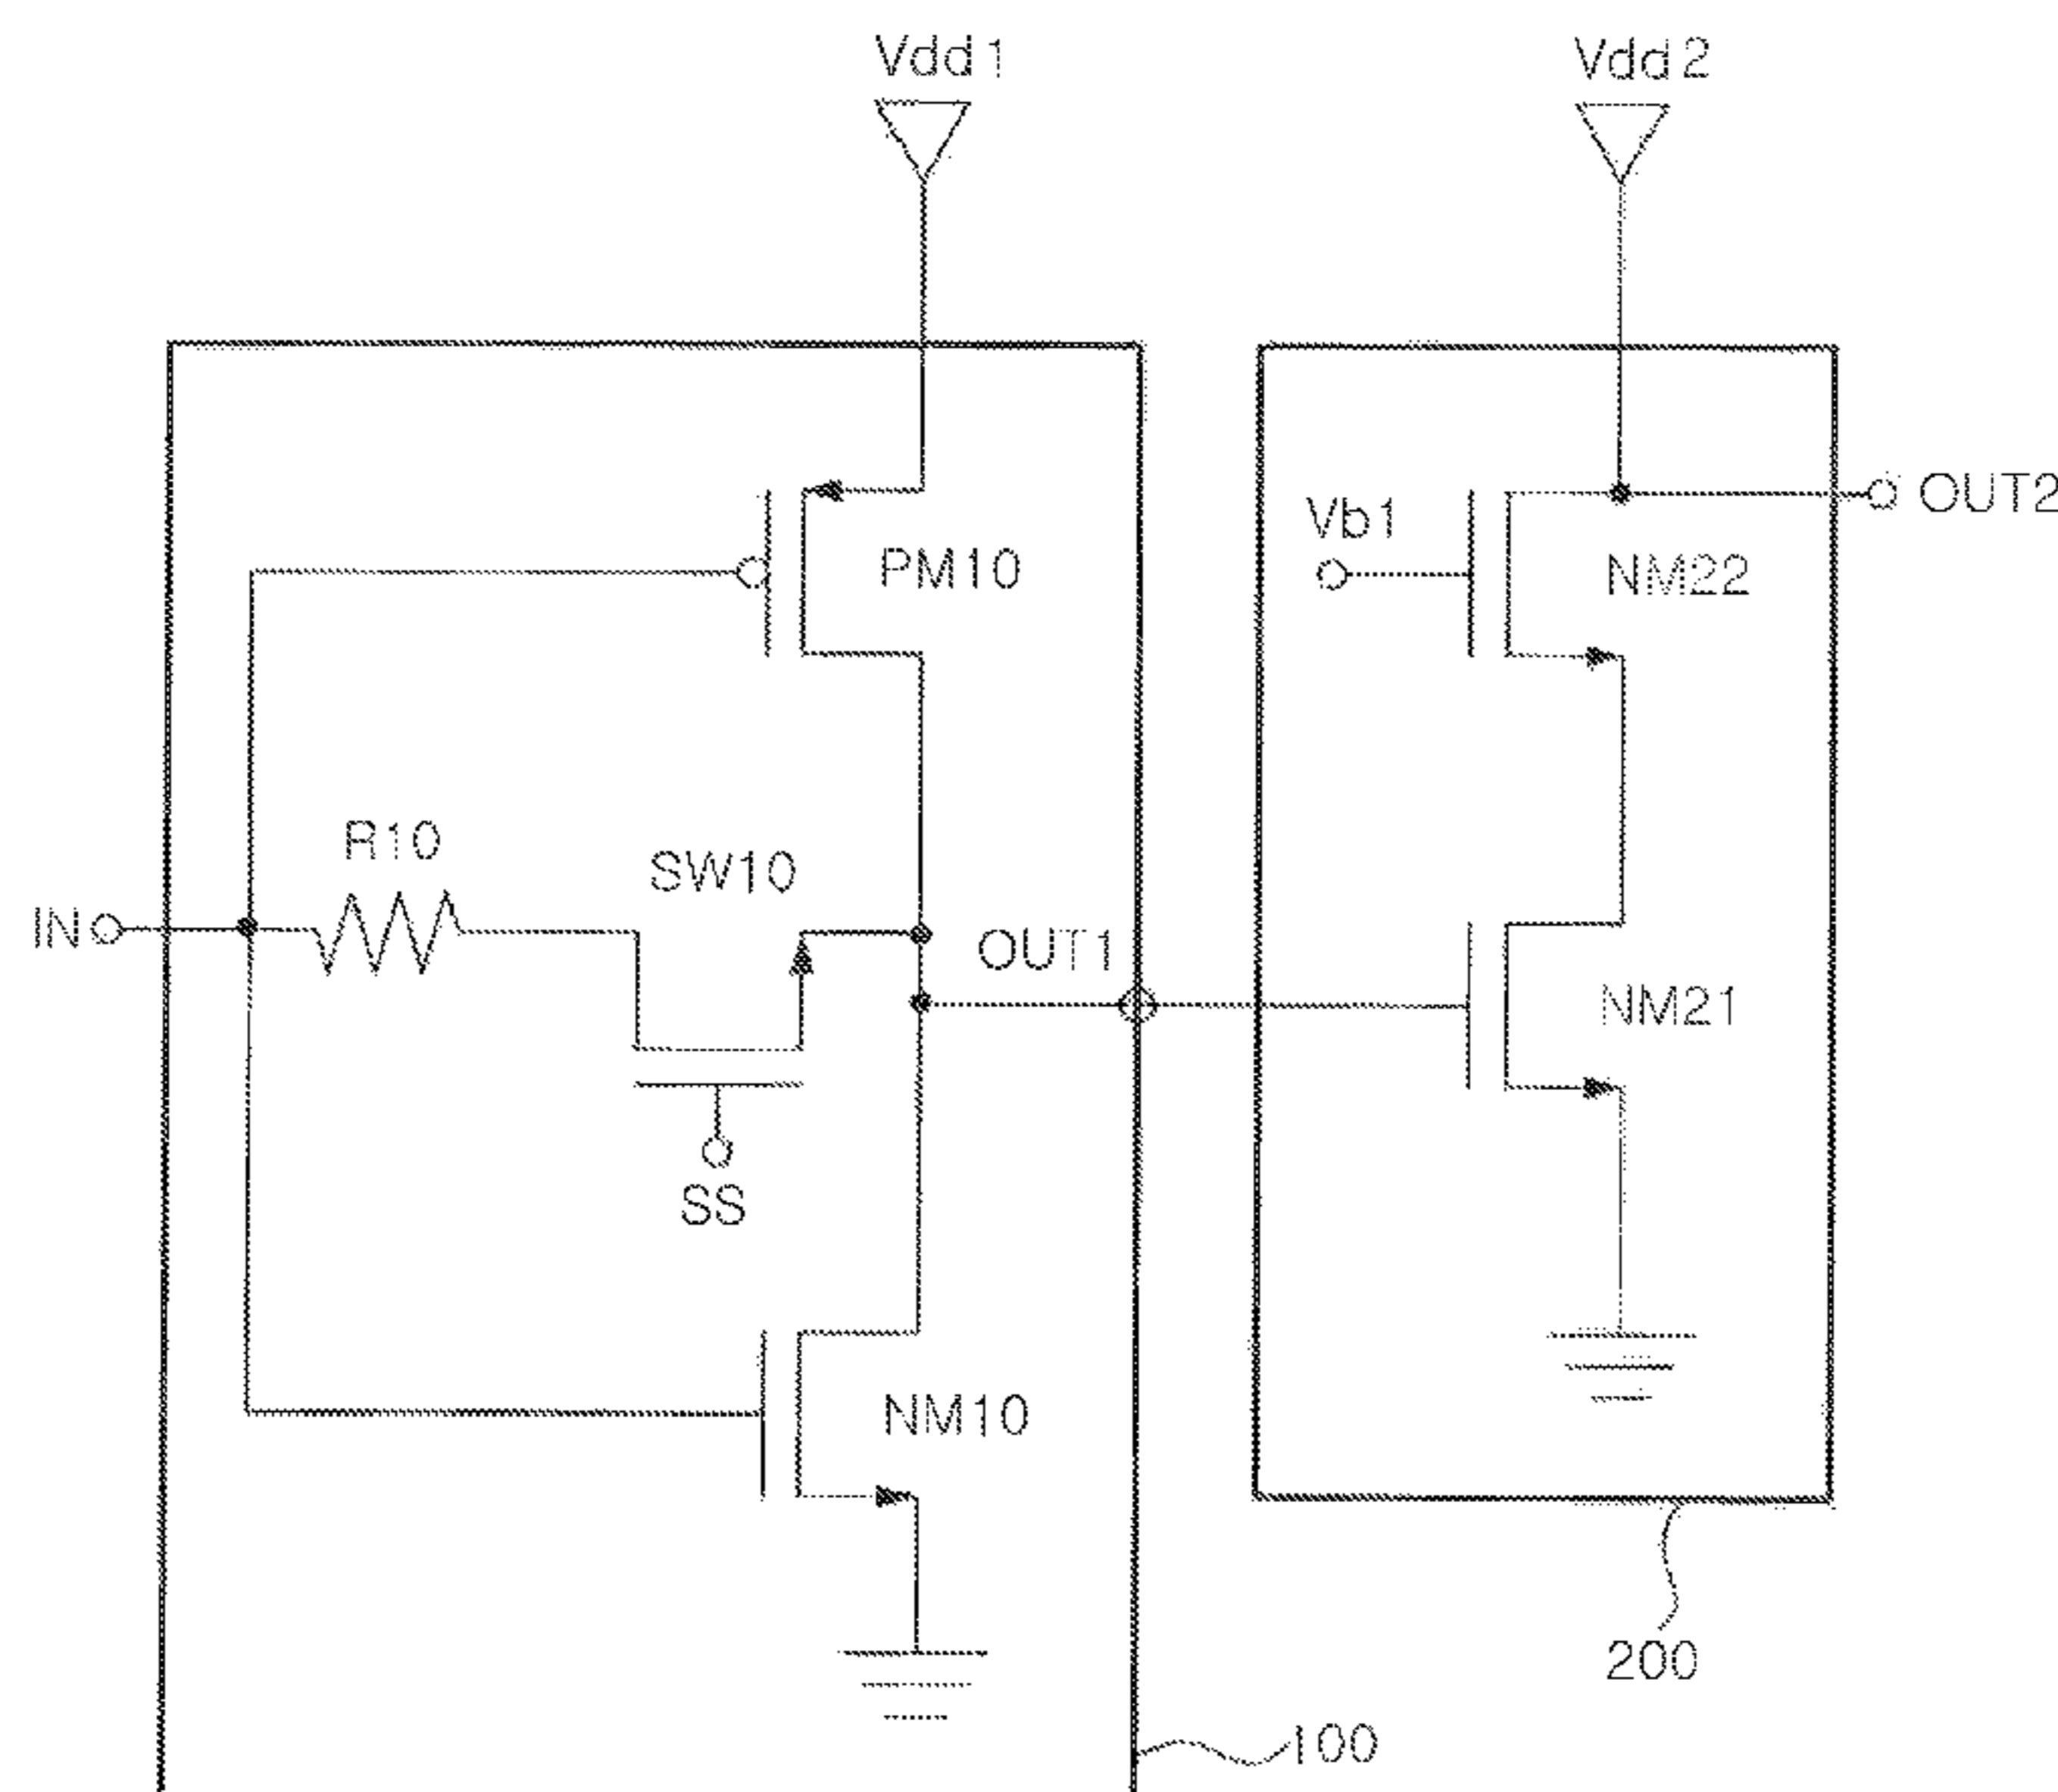 Vdd1
Vdd2
Vb1
OUT2
PM10
NM22
R10
SW10
IN
OUT1
NM21
SS
NM10
200
100